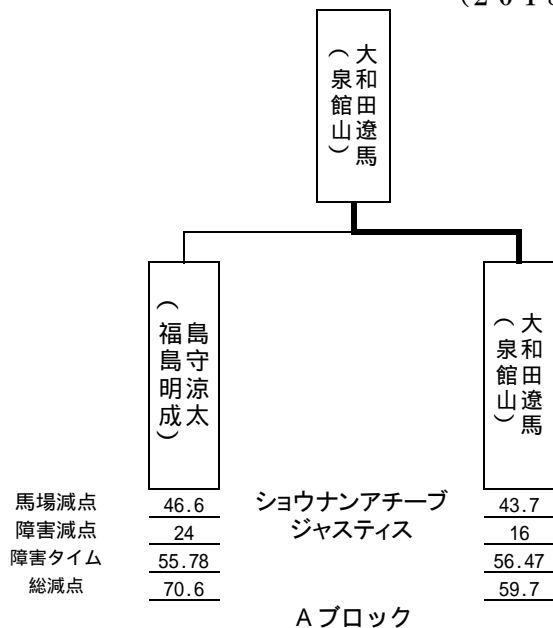 (2018
大和田遼馬
(泉館山)
島守涼太
(福島明成)
大和田遼馬
(泉館山)
馬場減点 46.6 ショウナンアチーブ 43.7
障害減点 24 ジャスティス 16
障害タイム 55.78 56.47
総減点 70.6 59.7
Aブロック